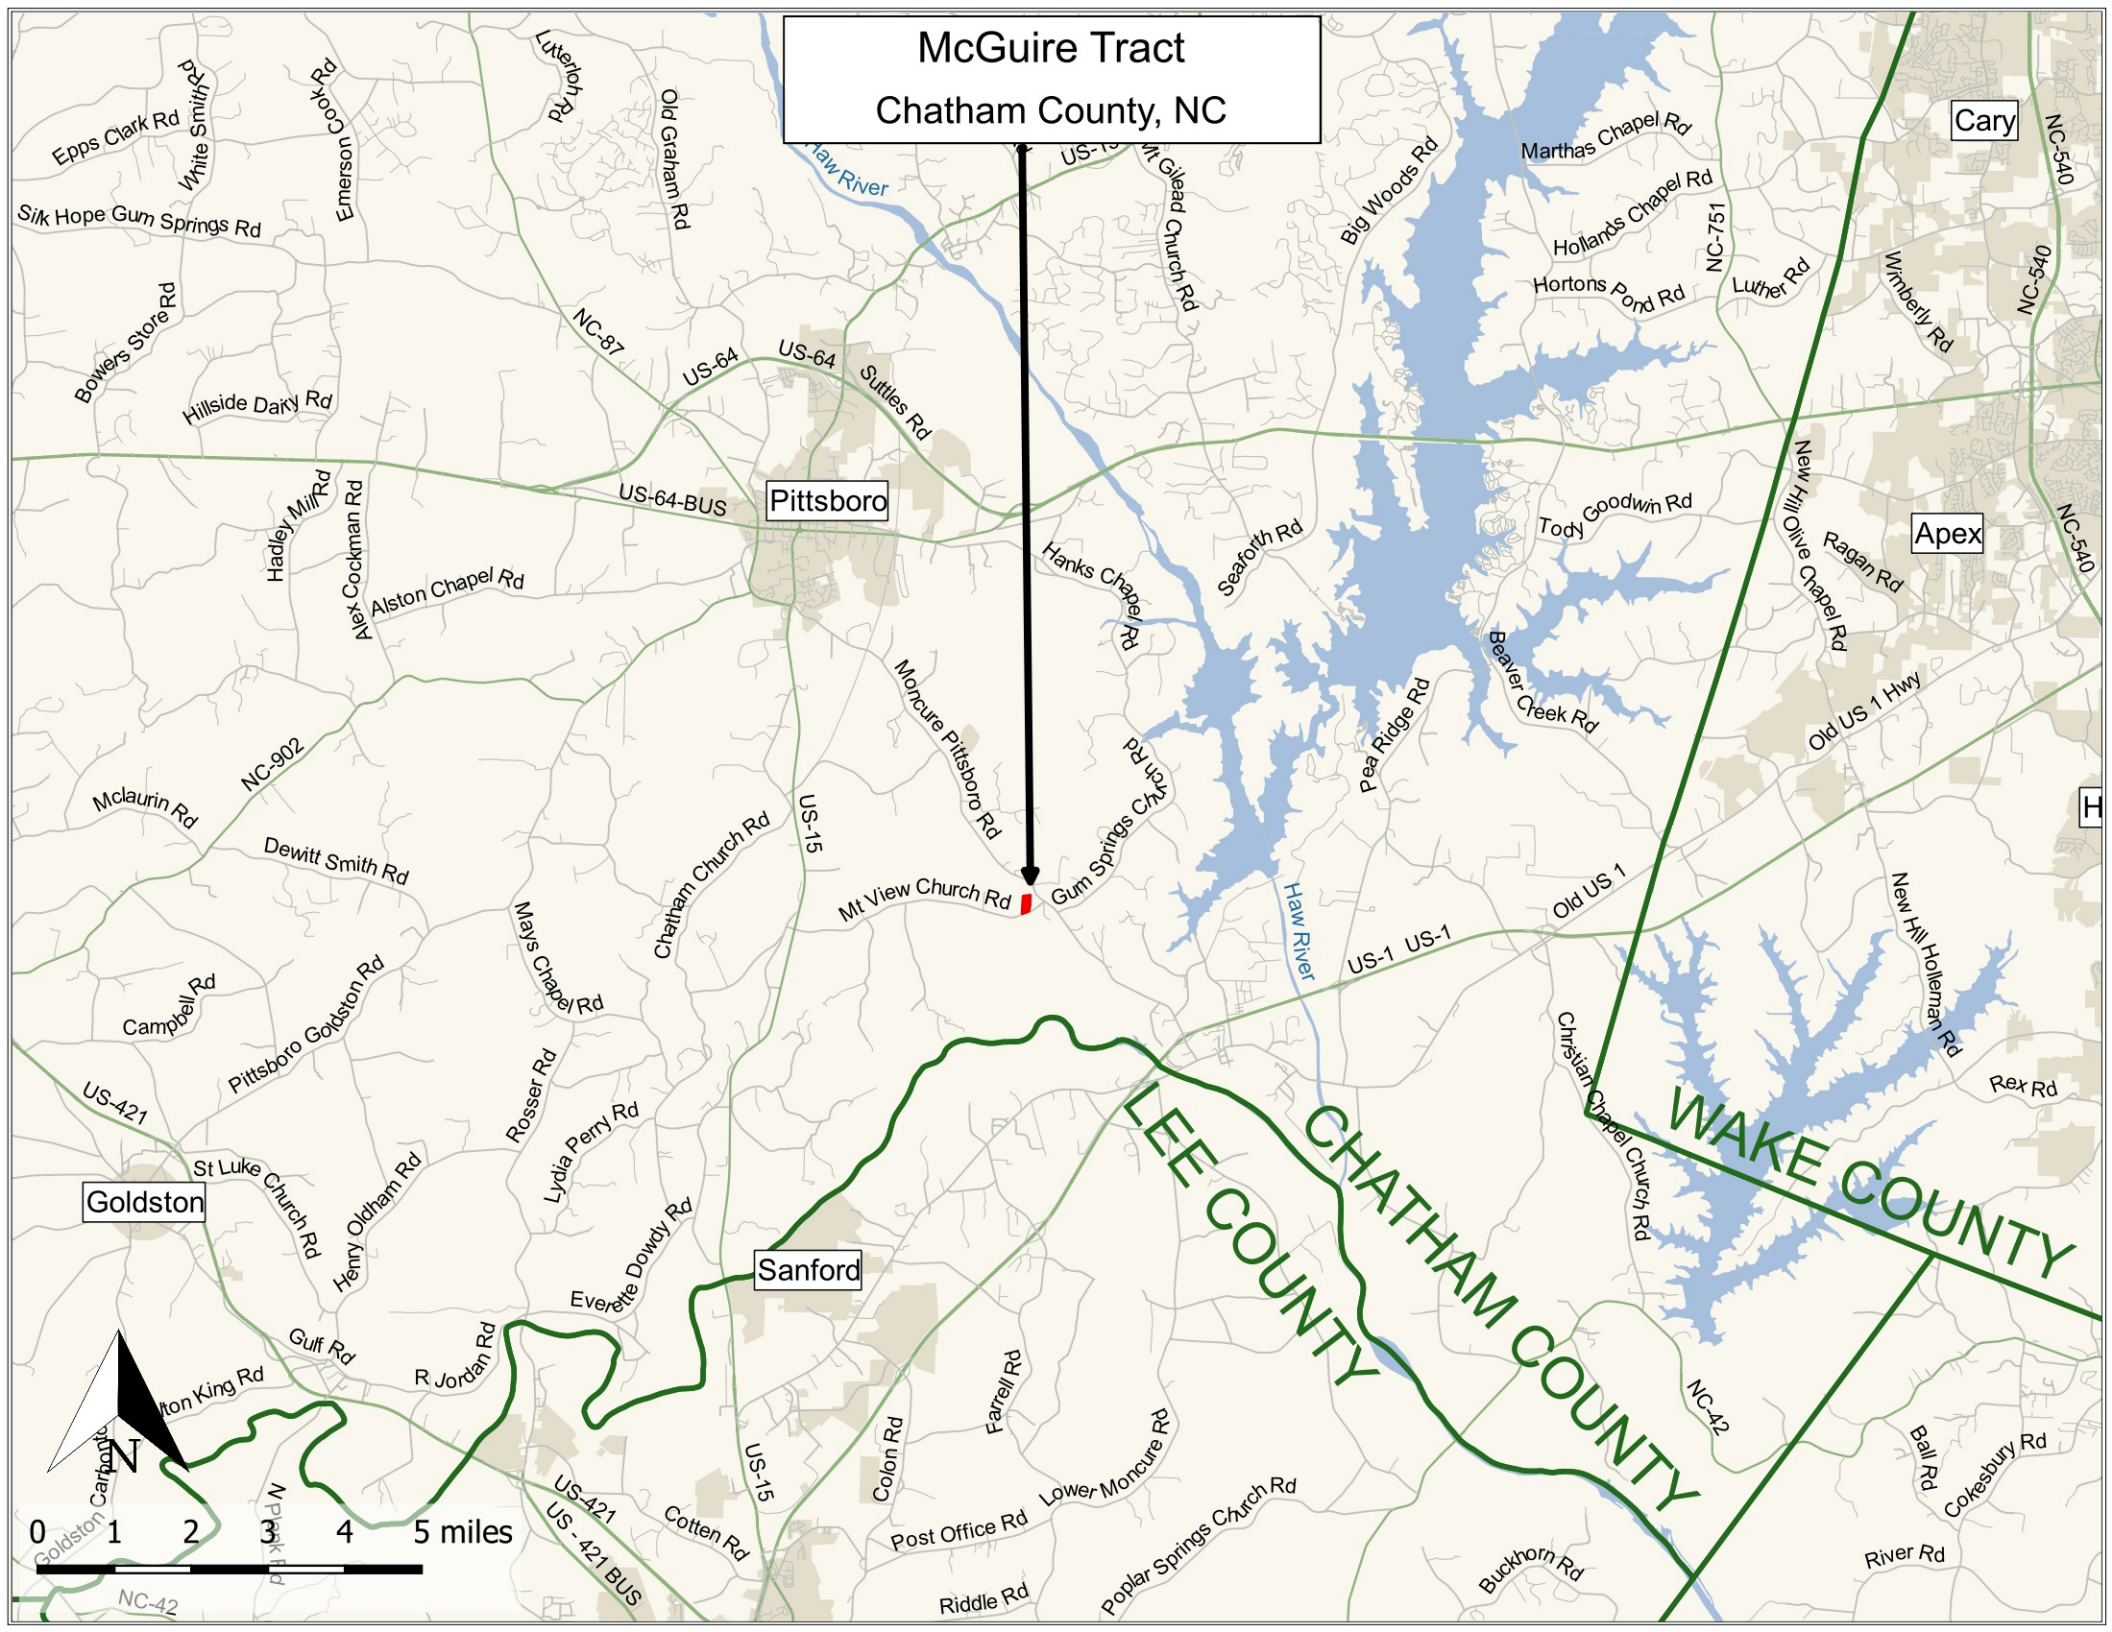 McGuire Tract
Chatham County, NC
Lutterloh Rd
White Smith Rd
Emerson Cook Rd
Epps Clark Rd
Old Graham Rd
Haw River
US-15
Mt Gilead Church Rd
Big Woods Rd
Marthas Chapel Rd
Cary
NC-540
Silk Hope Gum Springs Rd
Hollands Chapel Rd
NC-751
Luther Rd
Hortons Pond Rd
Wimberly Rd
NC-540
Bowers Store Rd
NC-87
US-64
US-64
Suttles Rd
Hillside Dairy Rd
Hadley Mill Rd
Alex Cockman Rd
US-64-BUS
Pittsboro
New Hill Olive Chapel Rd
Tody Goodwin Rd
Apex
NC-540
Ragan Rd
Seaforth Rd
Hanks Chapel Rd
Alston Chapel Rd
Moncure Pittsboro Rd
Beaver Creek Rd
Pea Ridge Rd
Old US 1 Hwy
NC-902
Gum Springs Church Rd
Mclaurin Rd
US-15
H
Dewitt Smith Rd
Chatham Church Rd
Mt View Church Rd
Old US 1
Haw River
New Hill Holleman Rd
Mays Chapel Rd
US-1
US-1
Campbell Rd
Pittsboro Goldston Rd
Christian Chapel Church Rd
Rosser Rd
US-421
Rex Rd
Lydia Perry Rd
LEE COUNTY
CHATHAM COUNTY
WAKE COUNTY
St Luke Church Rd
Henry Oldham Rd
Goldston
Everette Dowdy Rd
Sanford
Gulf Rd
R Jordan Rd
lton King Rd
Farrell Rd
NC-42
N
Goldston Carbonton
Colon Rd
Lower Moncure Rd
Ball Rd
Cokesbury Rd
US-15
N Plank Rd
US-421
US - 421 BUS
Cotten Rd
Post Office Rd
Poplar Springs Church Rd
0 1 2 3 4 5 miles
Buckhorn Rd
River Rd
Riddle Rd
NC-42